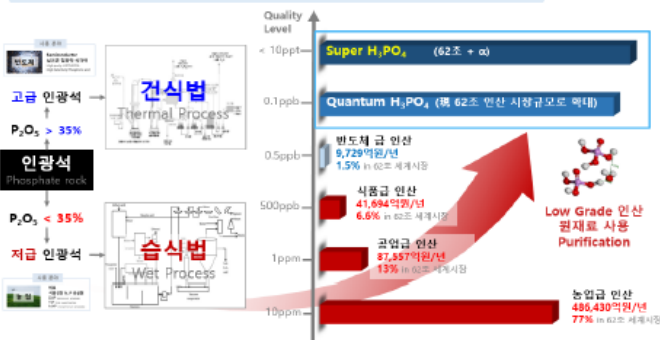 Quality
Level
< 10ppt
Super H₃PO₄ (62조 + α)
반도체
고급 인광석
건식법
Thermal Process
0.1ppb
Quantum H₃PO₄ (現 62조 인산 시장규모로 확대)
P₂O₅ > 35%
반도체 급 인산
0.5ppb
9,729억원/년
1.5% in 62조 세계시장
인광석
Phosphate rock
식품급 인산
500ppb
41,694억원/년
6.6% in 62조 세계시장
Low Grade 인산
원재료 사용
Purification
P₂O₅ < 35%
저급 인광석
습식법
Wet Process
공업급 인산
1ppm
87,557억원/년
13% in 62조 세계시장
농업
농업급 인산
10ppm
486,430억원/년
77% in 62조 세계시장